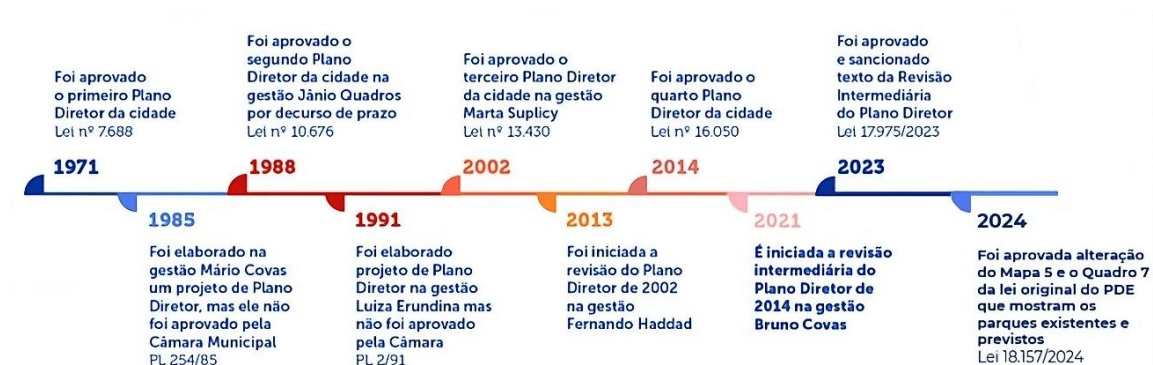 Foi aprovado
o primeiro Plano
Diretor da cidade
Lei nº 7.688
1971
1985
Foi elaborado na
gestão Mário Covas
um projeto de Plano
Diretor, mas ele não
foi aprovado pela
Câmara Municipal
PL 254/85
Foi aprovado o
segundo Plano
Diretor da cidade na
gestão Jânio Quadros
por decurso de prazo
Lei nº 10.676
1988
1991
Foi elaborado
projeto de Plano
Diretor na gestão
Luiza Erundina mas
não foi aprovado
pela Câmara
PL 2/91
Foi aprovado o
terceiro Plano Diretor
da cidade na gestão
Marta Suplicy
Lei nº 13.430
2002
2013
Foi iniciada a
revisão do Plano
Diretor de 2002
na gestão
Fernando Haddad
Foi aprovado o
quarto Plano
Diretor da cidade
Lei nº 16.050
2014
2021
É iniciada a revisão
intermediária do
Plano Diretor de
2014 na gestão
Bruno Covas
Foi aprovado
e sancionado
texto da Revisão
Intermediária
do Plano Diretor
Lei 17.975/2023
2023
2024
Foi aprovada alteração
do Mapa 5 e o Quadro 7
da lei original do PDE
que mostram os
parques existentes e
previstos
Lei 18.157/2024